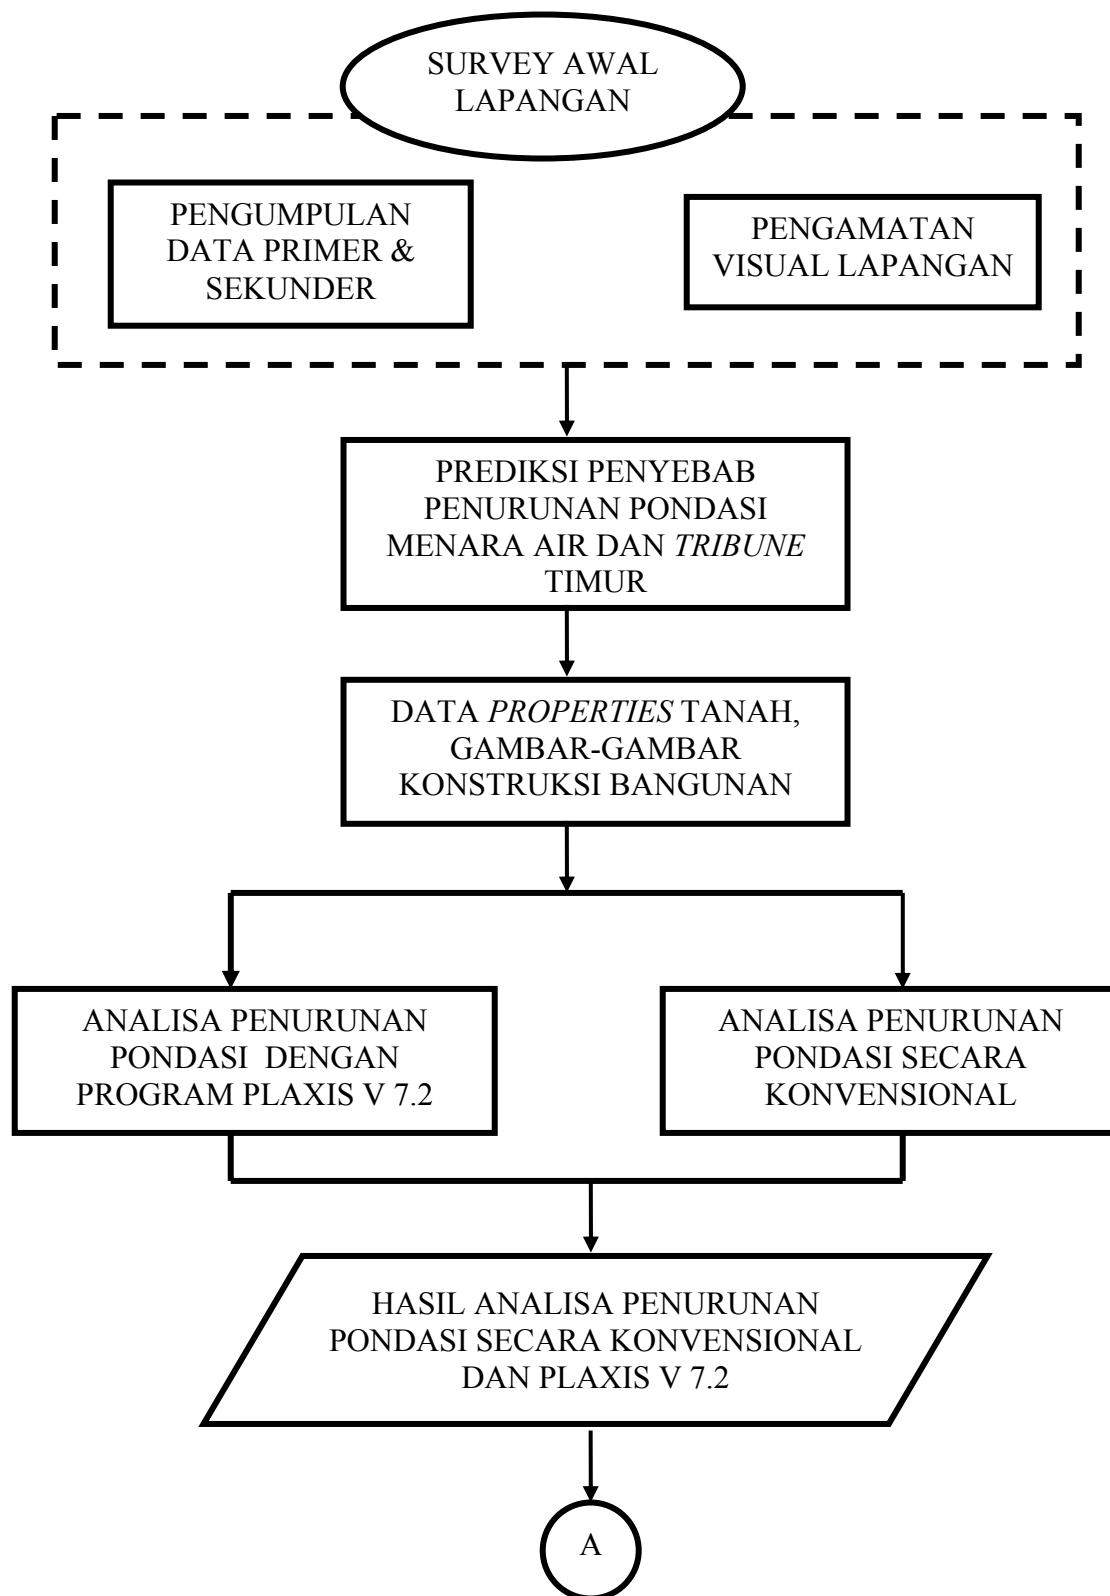 SURVEY AWAL
LAPANGAN
PENGUMPULAN
DATA PRIMER &
SEKUNDER
PENGAMATAN
VISUAL LAPANGAN
PREDIKSI PENYEBAB
PENURUNAN PONDASI
MENARA AIR DAN TRIBUNE
TIMUR
DATA PROPERTIES TANAH,
GAMBAR-GAMBAR
KONSTRUKSI BANGUNAN
ANALISA PENURUNAN
PONDASI DENGAN
PROGRAM PLAXIS V 7.2
ANALISA PENURUNAN
PONDASI SECARA
KONVENSIONAL
HASIL ANALISA PENURUNAN
PONDASI SECARA KONVENSIONAL
DAN PLAXIS V 7.2
A